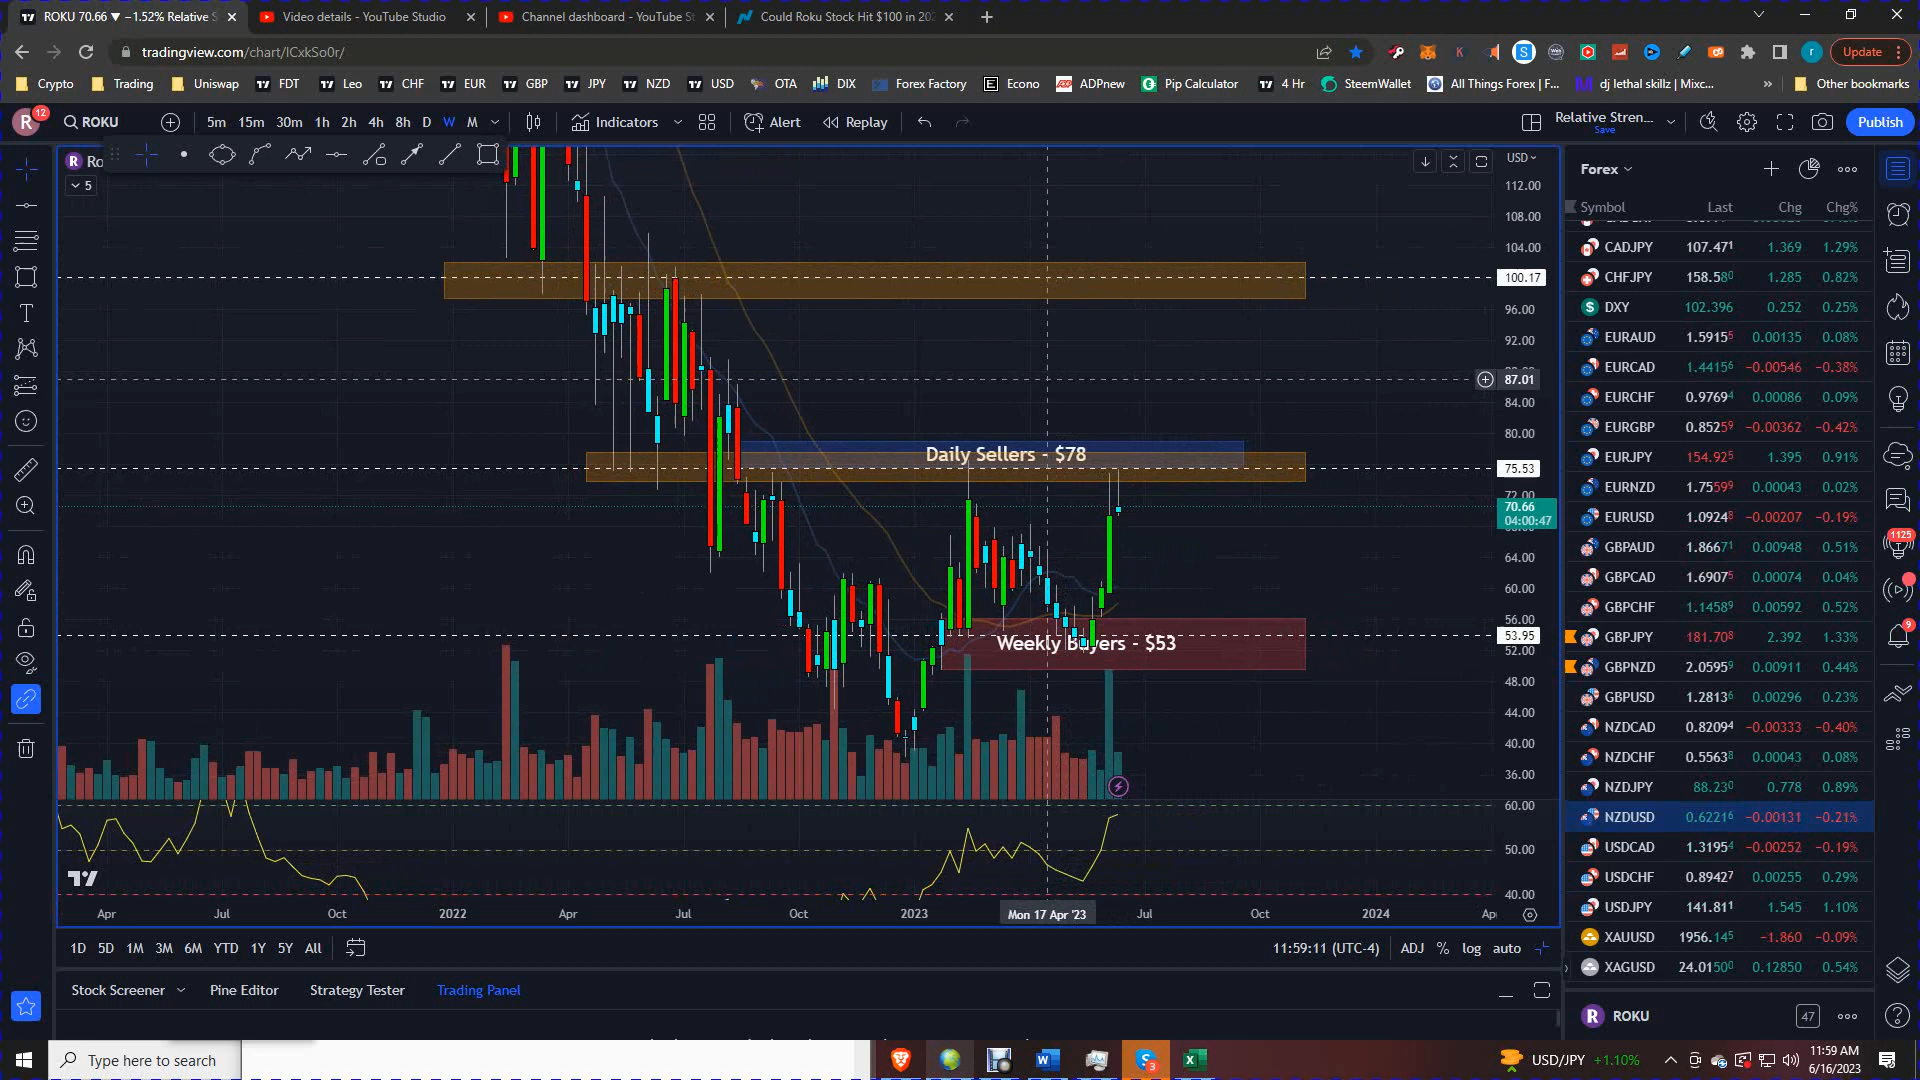 ROKU 70.66 ▼ −1.52% Relative S
Video details - YouTube Studio
Channel dashboard - YouTube St
Could Roku Stock Hit $100 in 202
tradingview.com/chart/ICxkSo0r/
Update
Crypto Trading Uniswap FDT Leo CHF EUR GBP JPY NZD USD OTA DIX Forex Factory Econo ADPnew Pip Calculator 4 Hr SteemWallet All Things Forex | F... dj lethal skillz | Mixc... » Other bookmarks
R 12 ROKU 5m 15m 30m 1h 2h 4h 8h D W M Indicators Alert Replay Relative Stren... Save Publish
R Ro
5
USD
112.00
108.00
104.00
100.17
96.00
92.00
87.01
84.00
80.00
Daily Sellers - $78
75.53
72.00
70.66
04:00:47
64.00
60.00
56.00
53.95
Weekly Buyers - $53
52.00
48.00
44.00
40.00
36.00
60.00
50.00
40.00
Apr Jul Oct 2022 Apr Jul Oct 2023 Mon 17 Apr '23 Jul Oct 2024
1D 5D 1M 3M 6M YTD 1Y 5Y All 11:59:11 (UTC-4) ADJ % log auto
Stock Screener Pine Editor Strategy Tester Trading Panel
Forex
Symbol Last Chg Chg%
CADJPY 107.471 1.369 1.29%
CHFJPY 158.580 1.285 0.82%
DXY 102.396 0.252 0.25%
EURAUD 1.59155 0.00135 0.08%
EURCAD 1.44156 −0.00546 −0.38%
EURCHF 0.97694 0.00086 0.09%
EURGBP 0.85259 −0.00362 −0.42%
EURJPY 154.925 1.395 0.91%
EURNZD 1.75599 0.00043 0.02%
EURUSD 1.09248 −0.00207 −0.19%
GBPAUD 1.86671 0.00948 0.51%
GBPCAD 1.69075 0.00074 0.04%
GBPCHF 1.14589 0.00592 0.52%
GBPJPY 181.708 2.392 1.33%
GBPNZD 2.05959 0.00911 0.44%
GBPUSD 1.28136 0.00296 0.23%
NZDCAD 0.82094 −0.00333 −0.40%
NZDCHF 0.55638 0.00043 0.08%
NZDJPY 88.230 0.778 0.89%
NZDUSD 0.62216 −0.00131 −0.21%
USDCAD 1.31954 −0.00252 −0.19%
USDCHF 0.89427 0.00255 0.29%
USDJPY 141.811 1.545 1.10%
XAUUSD 1956.145 −1.860 −0.09%
XAGUSD 24.01500 0.12850 0.54%
R ROKU 47
1125
9
Type here to search
3
USD/JPY +1.10%
11:59 AM
6/16/2023